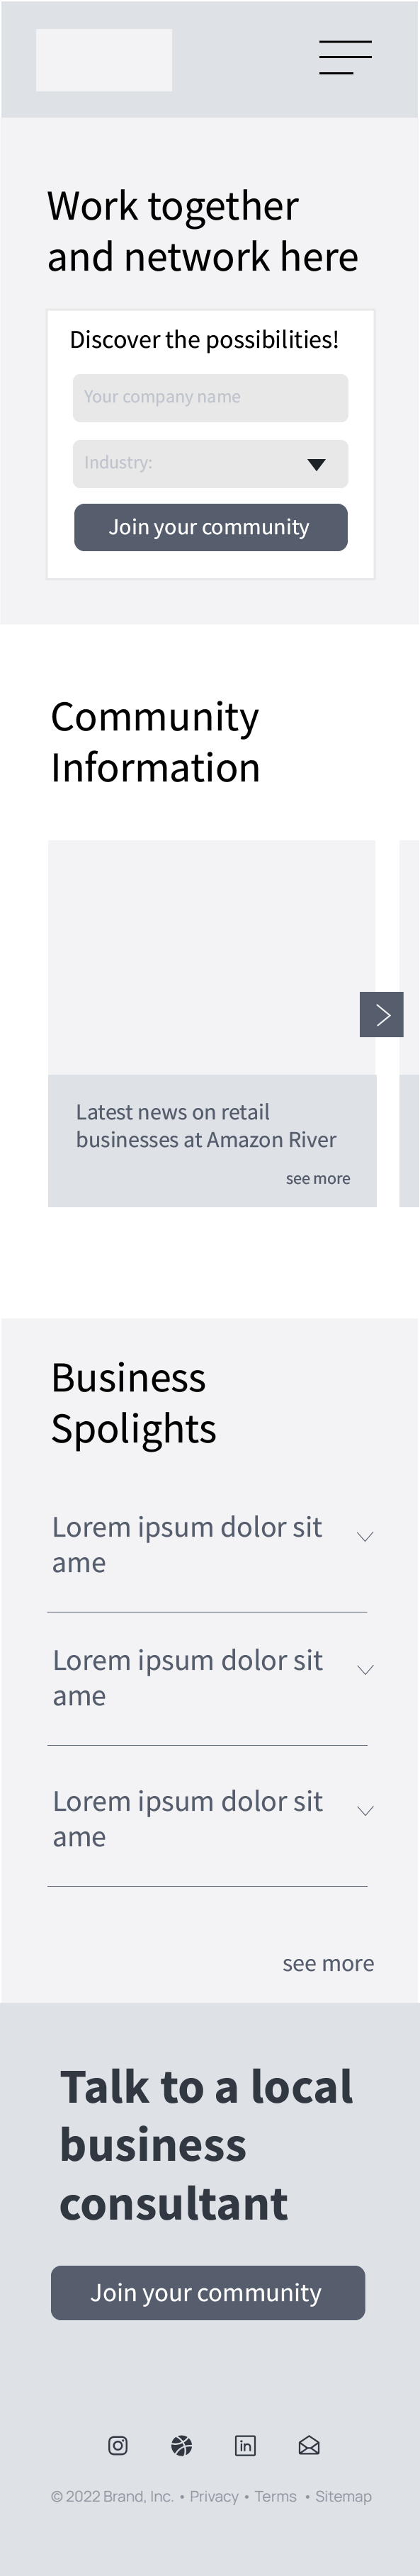 Work together
and network here
Discover the possibilities!
Your company name
Industry:
Join your community
Community
Information
Latest news on retail
businesses at Amazon River
see more
Business
Spolights
Lorem ipsum dolor sit
ame
Lorem ipsum dolor sit
ame
Lorem ipsum dolor sit
ame
see more
Talk to a local
business
consultant
Join your community
© 2022 Brand, Inc. • Privacy • Terms • Sitemap